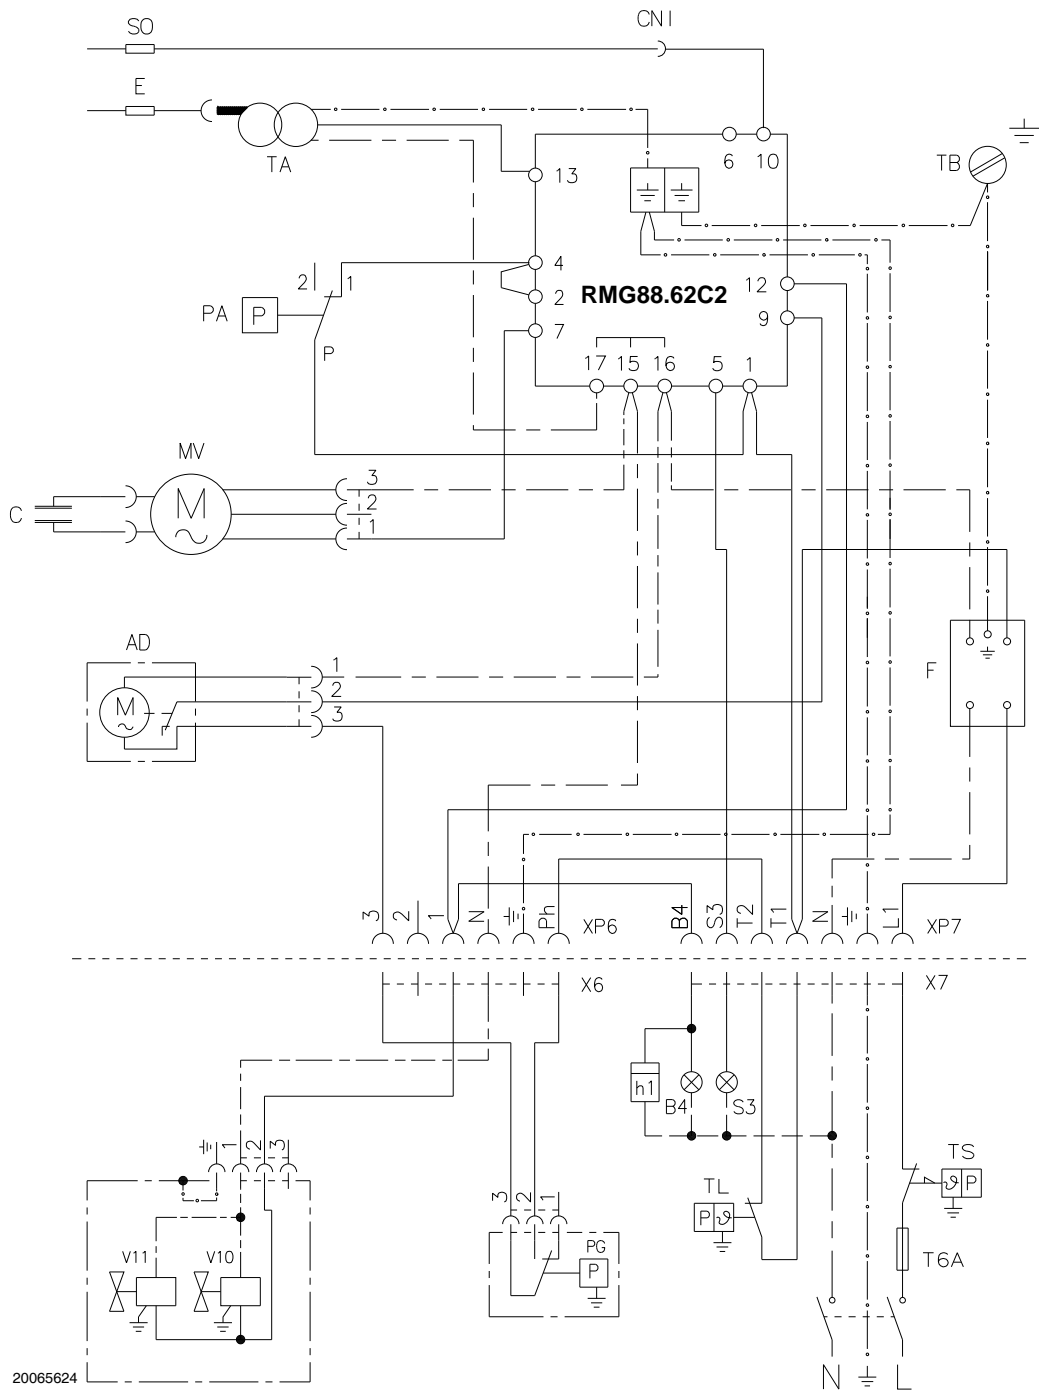 SO
CN1
E
TA
6 10
TB
13
2 1
4
12
PA P
2 RMG88.62C2
9
7
P
17 15 16 5 1
MV
3
C M
2
1
AD
1
M
2
3
F
3 2 1 N Ph XP6
B4 S3 T2 T1 N L1 XP7
X6
X7
h1
B4 S3
1 2 3
TS
ϑ P
TL
P ϑ
3 2 1
V11 V10
PG
P
T6A
20065624
N L